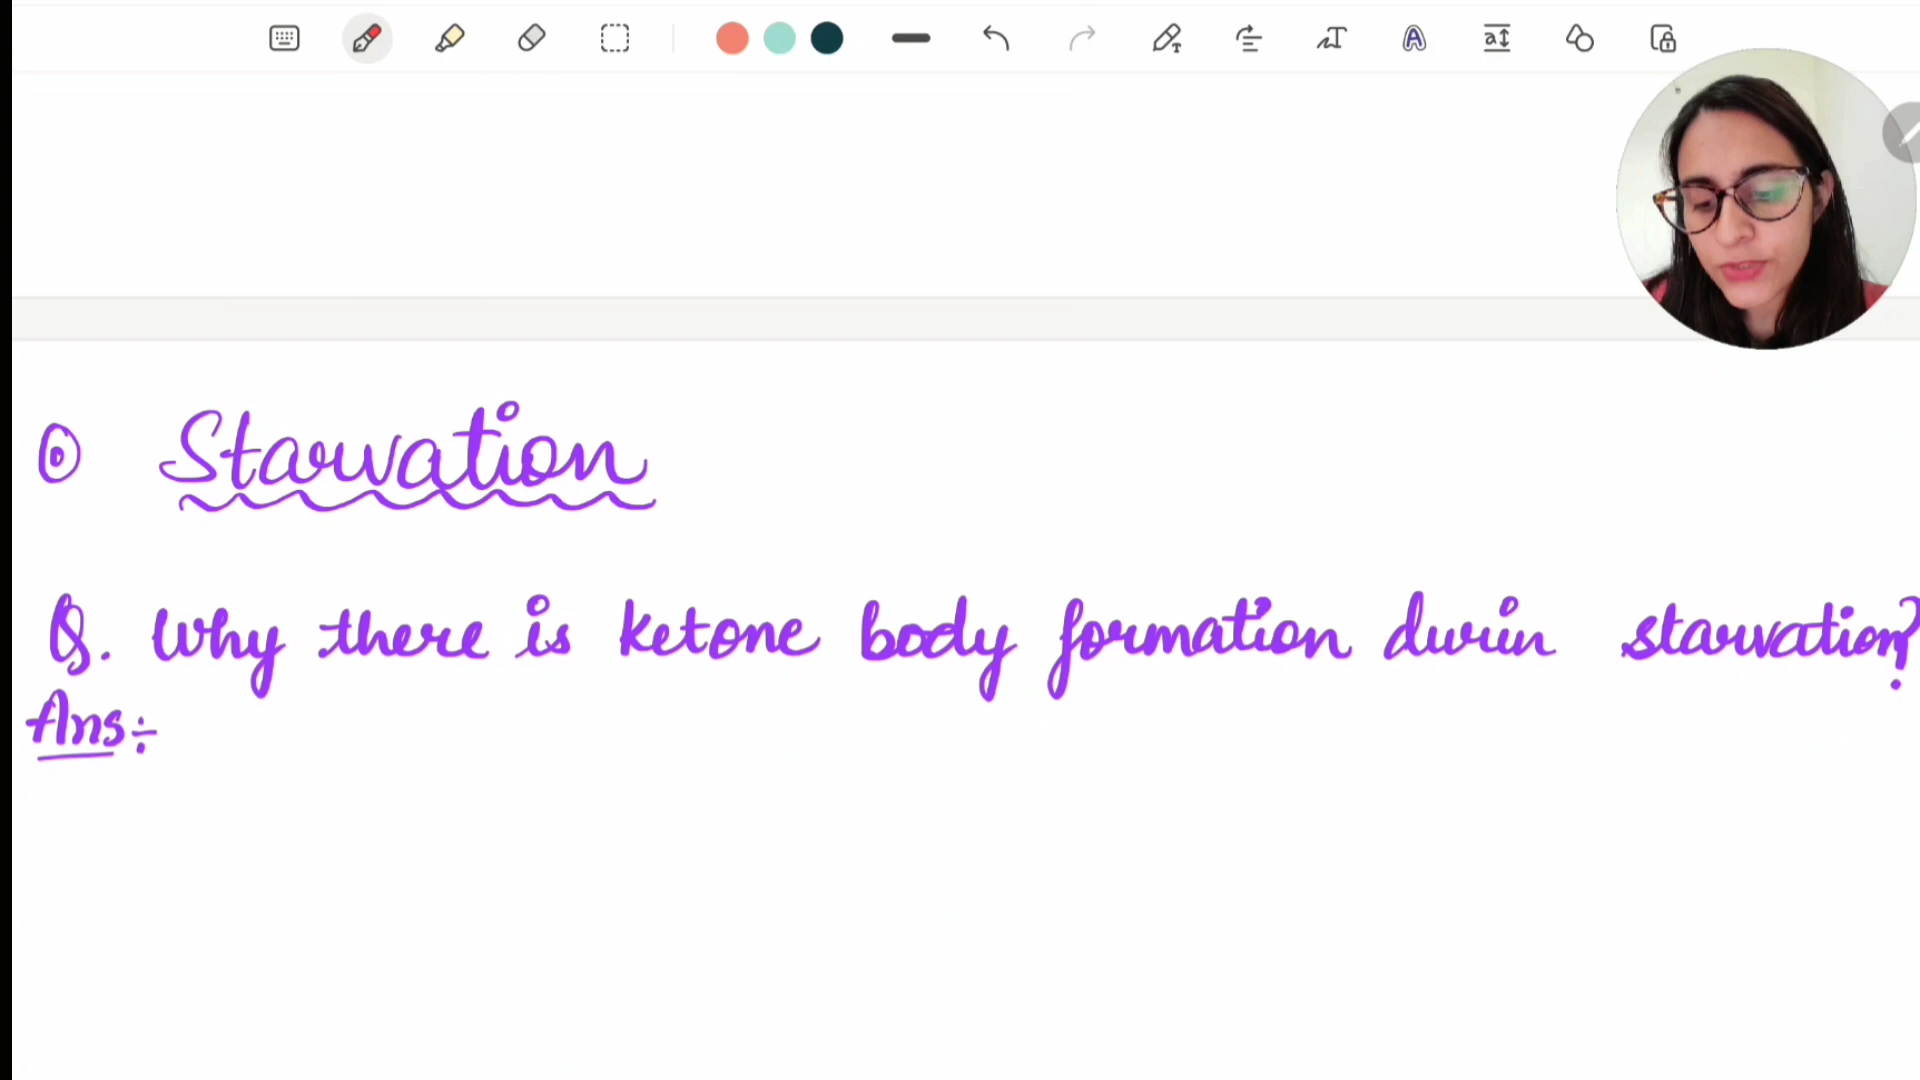 Starvation
Q. Why there is ketone body formation durin starvation?
Ans: